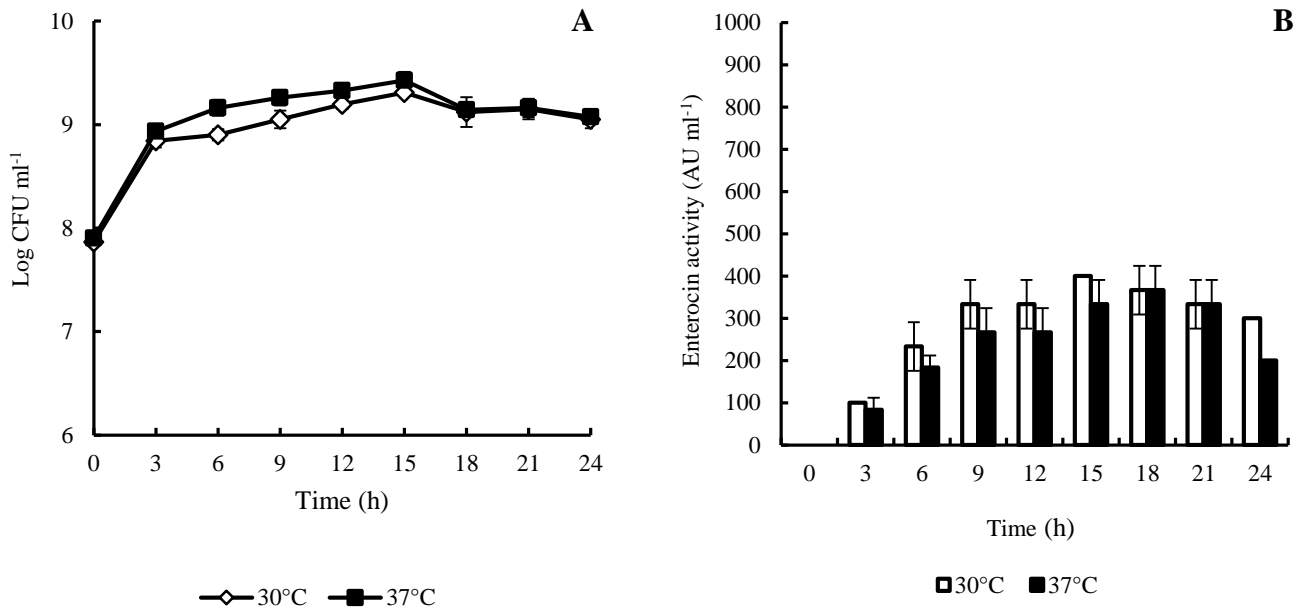 A
10
9
8
7
6
Log CFU ml-1
0 3 6 9 12 15 18 21 24
Time (h)
30°C 37°C
B
1000
900
800
700
600
500
400
300
200
100
0
Enterocin activity (AU ml-1)
0 3 6 9 12 15 18 21 24
Time (h)
30°C 37°C